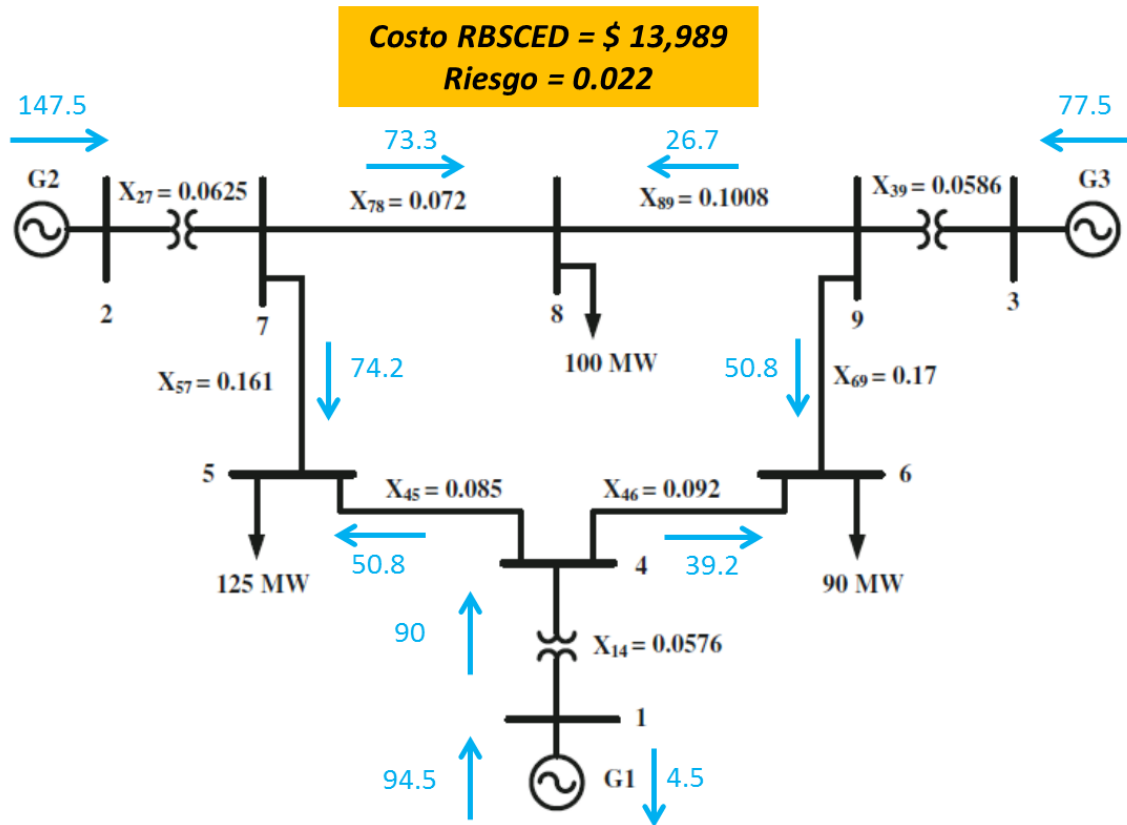 Costo RBSCED = $ 13,989
Riesgo = 0.022
147.5
73.3
26.7
77.5
G2
X27 = 0.0625
X78 = 0.072
X89 = 0.1008
X39 = 0.0586
G3
2
7
8
9
3
100 MW
X57 = 0.161
74.2
50.8
X69 = 0.17
5
X45 = 0.085
X46 = 0.092
6
125 MW
50.8
4
39.2
90 MW
90
X14 = 0.0576
1
94.5
G1
4.5